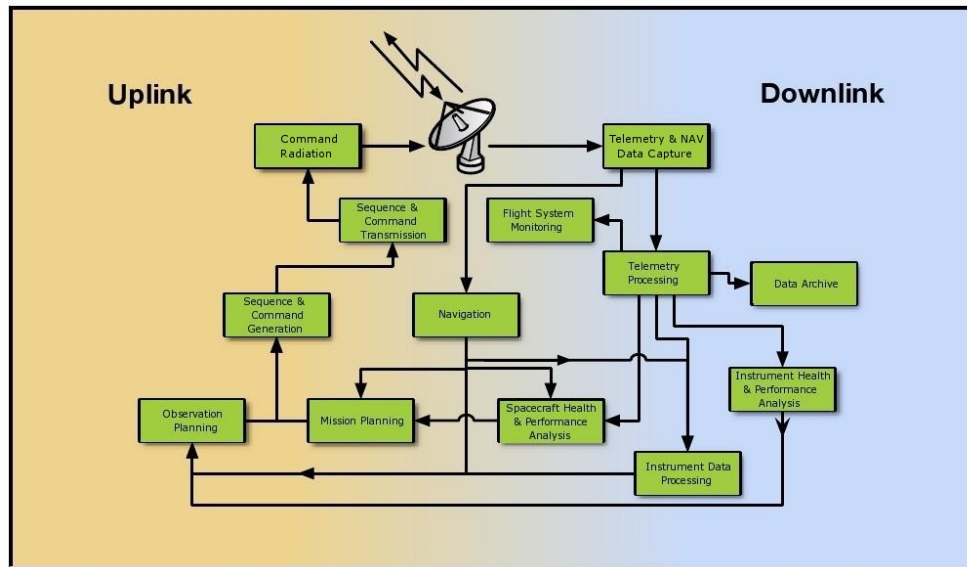 Uplink
Downlink
Command
Radiation
Telemetry & NAV
Data Capture
Sequence &
Command
Transmission
Flight System
Monitoring
Telemetry
Processing
Data Archive
Sequence &
Command
Generation
Navigation
Instrument Health
& Performance
Analysis
Observation
Planning
Mission Planning
Spacecraft Health
& Performance
Analysis
Instrument Data
Processing